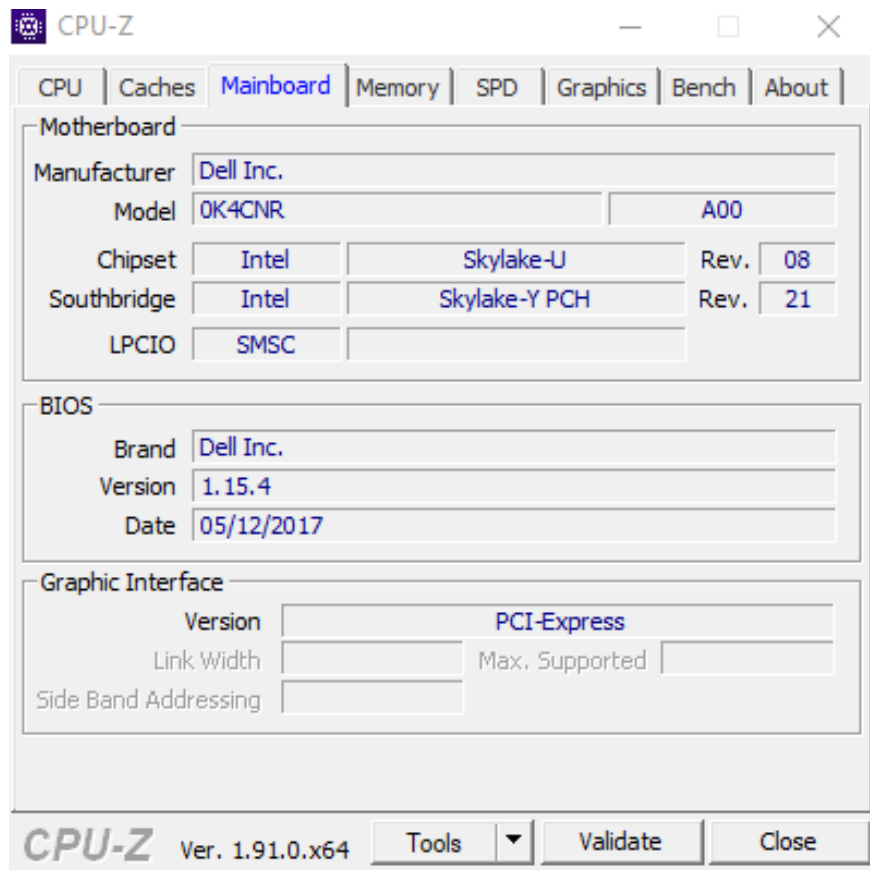 CPU-Z
CPU Caches Mainboard Memory SPD Graphics Bench About
Motherboard
Manufacturer Dell Inc.
Model 0K4CNR A00
Chipset Intel Skylake-U Rev. 08
Southbridge Intel Skylake-Y PCH Rev. 21
LPCIO SMSC
BIOS
Brand Dell Inc.
Version 1.15.4
Date 05/12/2017
Graphic Interface
Version PCI-Express
Link Width Max. Supported
Side Band Addressing
CPU-Z Ver. 1.91.0.x64 Tools Validate Close